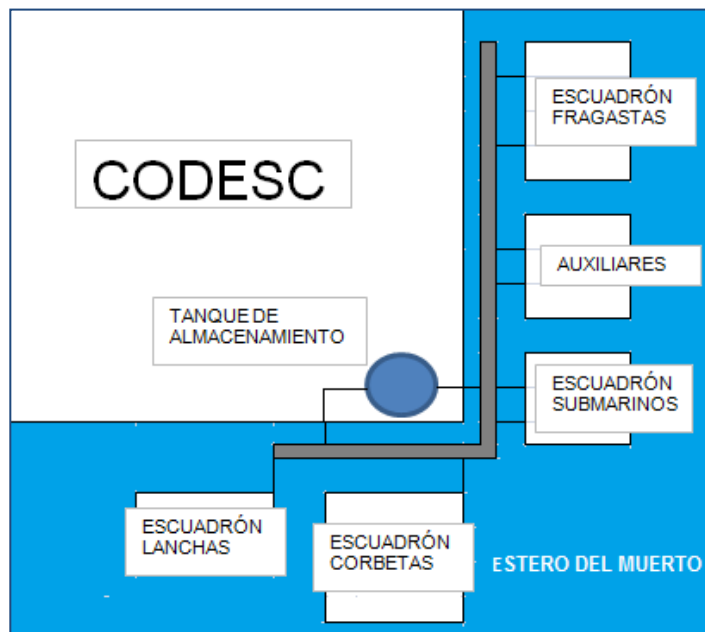 CODESC
ESCUADRÓN
FRAGASTAS
AUXILIARES
TANQUE DE
ALMACENAMIENTO
ESCUADRÓN
SUBMARINOS
ESCUADRÓN
LANCHAS
ESCUADRÓN
CORBETAS
ESTERO DEL MUERTO